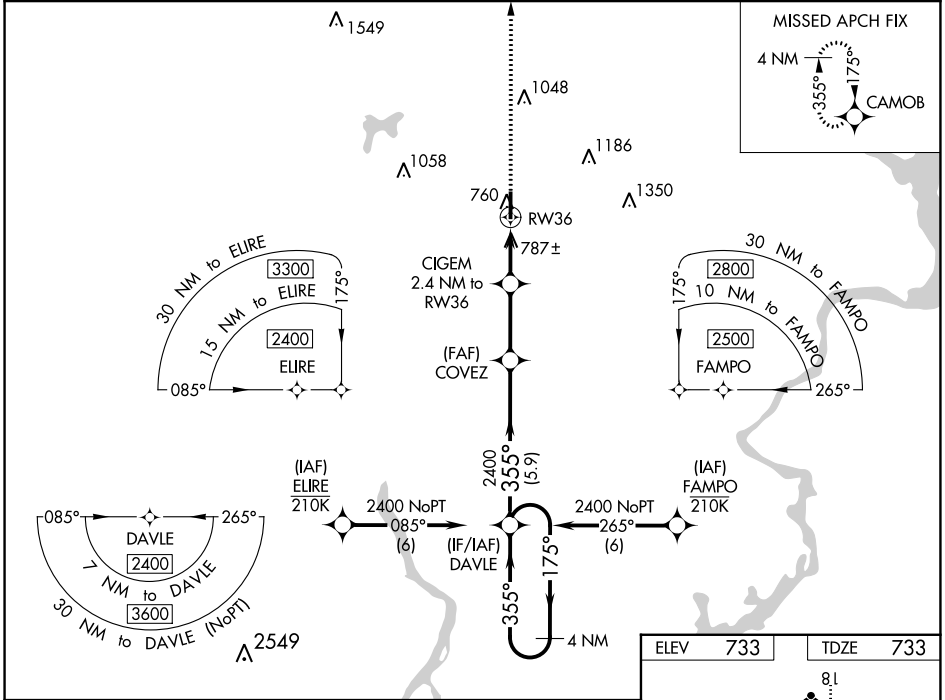 1549
MISSED APCH FIX
4 NM
355°
175°
CAMOB
1048
1058
1186
1350
760
RW36
787±
CIGEM
2.4 NM to
RW36
(FAF)
COVEZ
30 NM to ELIRE
3300
15 NM to ELIRE
2400
ELIRE
175°
085°
30 NM to FAMPO
2800
10 NM to FAMPO
2500
FAMPO
175°
265°
2400
355°
(5.9)
(IAF)
ELIRE
210K
2400 NoPT
085°
(6)
(IF/IAF)
DAVLE
2400 NoPT
265°
(6)
(IAF)
FAMPO
210K
085°
265°
DAVLE
2400
7 NM to DAVLE
3600
30 NM to DAVLE (NoPT)
2549
355°
175°
4 NM
ELEV 733
TDZE 733
18